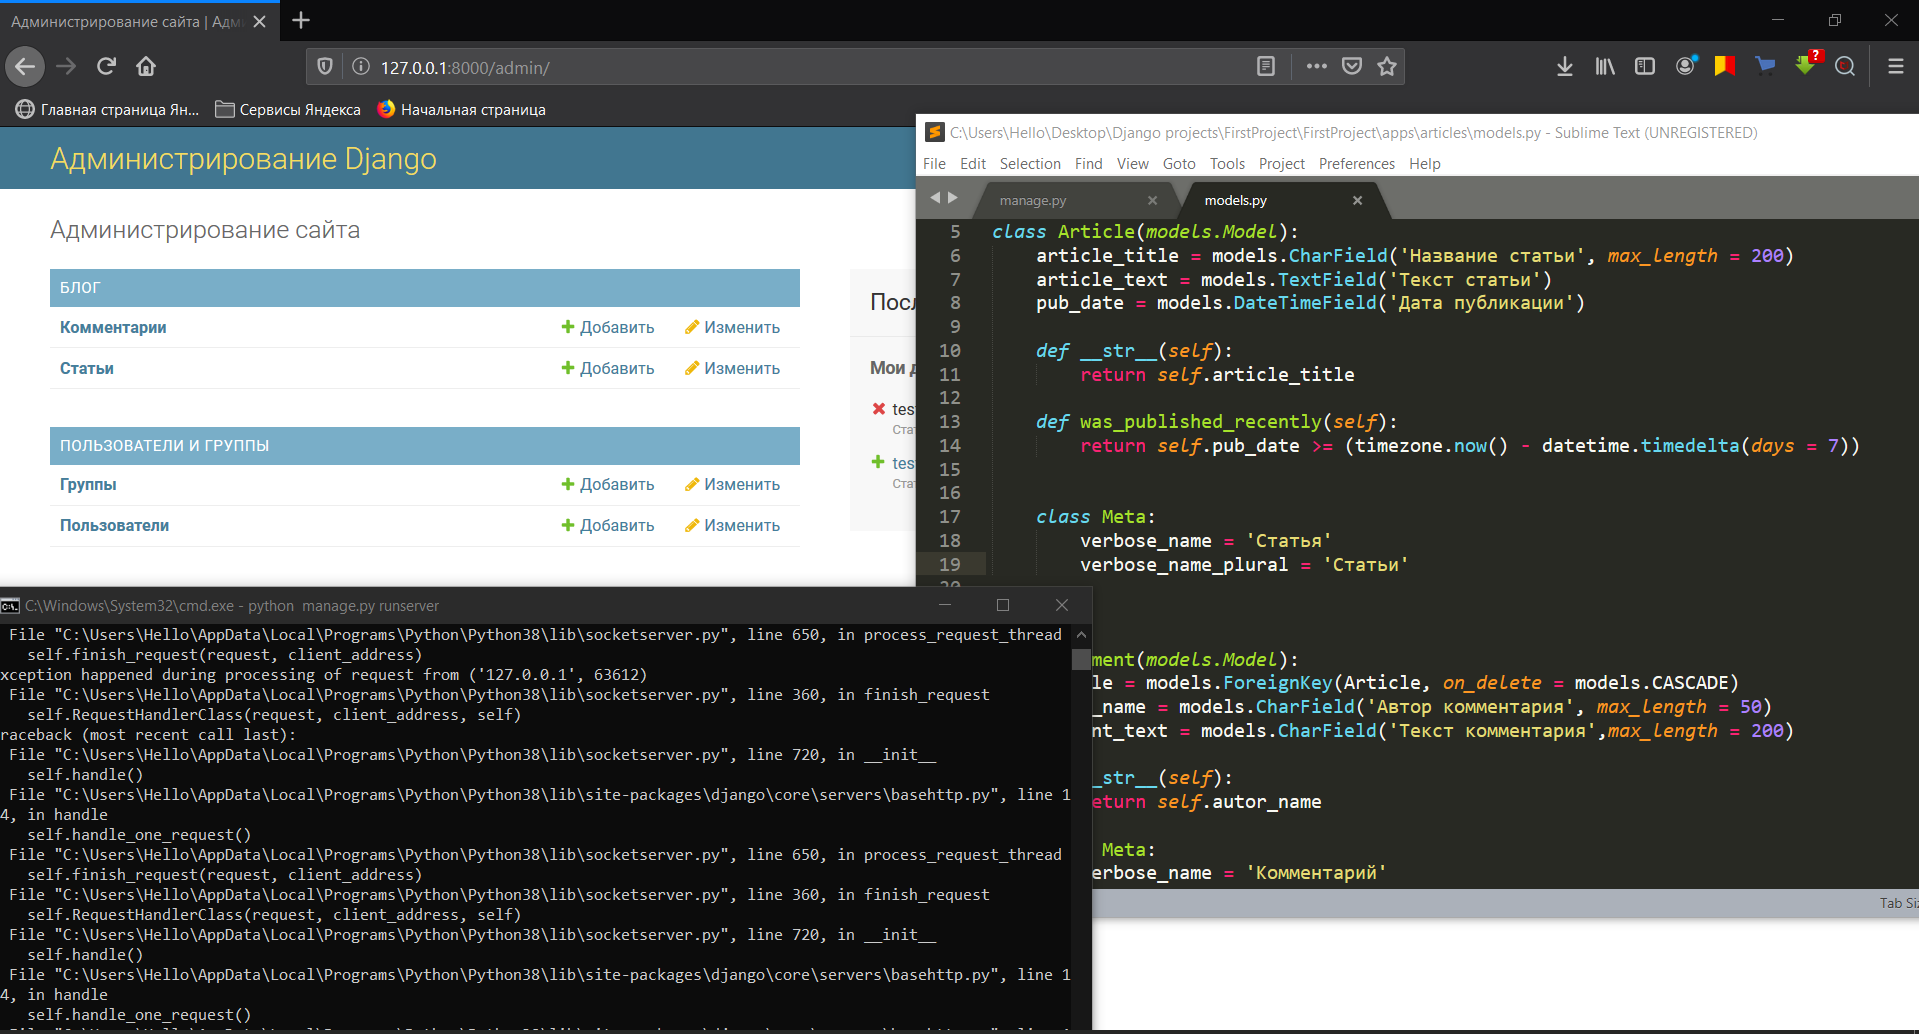 Администрирование сайта | Адми
127.0.0.1:8000/admin/
Главная страница Ян...
Сервисы Яндекса
Начальная страница
Администрирование Django
Администрирование сайта
БЛОГ
Комментарии
Добавить
Изменить
Статьи
Добавить
Изменить
ПОЛЬЗОВАТЕЛИ И ГРУППЫ
Группы
Добавить
Изменить
Пользователи
Добавить
Изменить
Посл
Мои д
tes
Стат
tes
Стат
C:\Users\Hello\Desktop\Django projects\FirstProject\FirstProject\apps\articles\models.py - Sublime Text (UNREGISTERED)
File Edit Selection Find View Goto Tools Project Preferences Help
manage.py
models.py
5 class Article(models.Model):
6 article_title = models.CharField('Название статьи', max_length = 200)
7 article_text = models.TextField('Текст статьи')
8 pub_date = models.DateTimeField('Дата публикации')
9
10 def __str__(self):
11 return self.article_title
12
13 def was_published_recently(self):
14 return self.pub_date >= (timezone.now() - datetime.timedelta(days = 7))
15
16
17 class Meta:
18 verbose_name = 'Статья'
19 verbose_name_plural = 'Статьи'
20
ment(models.Model):
le = models.ForeignKey(Article, on_delete = models.CASCADE)
_name = models.CharField('Автор комментария', max_length = 50)
nt_text = models.CharField('Текст комментария',max_length = 200)
_str__(self):
eturn self.autor_name
Meta:
erbose_name = 'Комментарий'
Tab Siz
C:\Windows\System32\cmd.exe - python  manage.py runserver
File "C:\Users\Hello\AppData\Local\Programs\Python\Python38\lib\socketserver.py", line 650, in process_request_thread
self.finish_request(request, client_address)
xception happened during processing of request from ('127.0.0.1', 63612)
File "C:\Users\Hello\AppData\Local\Programs\Python\Python38\lib\socketserver.py", line 360, in finish_request
self.RequestHandlerClass(request, client_address, self)
raceback (most recent call last):
File "C:\Users\Hello\AppData\Local\Programs\Python\Python38\lib\socketserver.py", line 720, in __init__
self.handle()
File "C:\Users\Hello\AppData\Local\Programs\Python\Python38\lib\site-packages\django\core\servers\basehttp.py", line 1
4, in handle
self.handle_one_request()
File "C:\Users\Hello\AppData\Local\Programs\Python\Python38\lib\socketserver.py", line 650, in process_request_thread
self.finish_request(request, client_address)
File "C:\Users\Hello\AppData\Local\Programs\Python\Python38\lib\socketserver.py", line 360, in finish_request
self.RequestHandlerClass(request, client_address, self)
File "C:\Users\Hello\AppData\Local\Programs\Python\Python38\lib\socketserver.py", line 720, in __init__
self.handle()
File "C:\Users\Hello\AppData\Local\Programs\Python\Python38\lib\site-packages\django\core\servers\basehttp.py", line 1
4, in handle
self.handle_one_request()